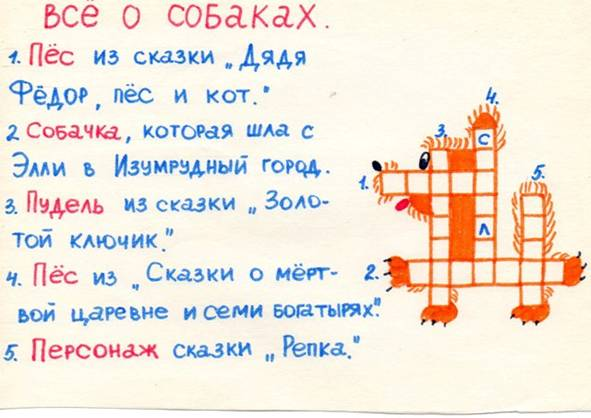 ВСЁ О СОБАКАХ.
1. Пёс из сказки „Дядя
Фёдор, пёс и кот."
2 Собачка, которая шла с
Элли в Изумрудный город.
3. Пудель из сказки „Золо-
той ключик."
4. Пёс из „Сказки о мёрт-
вой царевне и семи богатырях".
5. Персонаж сказки „Репка."
4.
С
3.
5.
1.
Л
2.